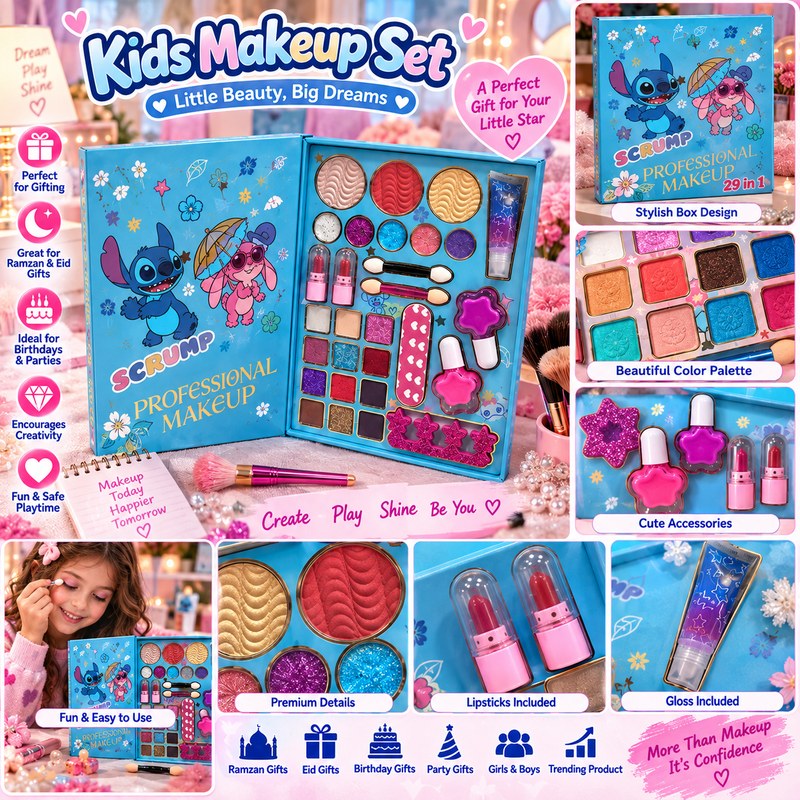 Dream
Play
Shine
Kids Makeup Set
Little Beauty, Big Dreams
A Perfect
Gift for Your
Little Star
Perfect
for Gifting
Great for
Ramzan & Eid
Gifts
Ideal for
Birthdays
& Parties
Encourages
Creativity
Fun & Safe
Playtime
SCRUMP
PROFESSIONAL
MAKEUP
Makeup
Today
Happier
Tomorrow
Create Play Shine Be You
SCRUMP
PROFESSIONAL
MAKEUP
29 in 1
Stylish Box Design
Beautiful Color Palette
Cute Accessories
Fun & Easy to Use
Premium Details
Lipsticks Included
Gloss Included
Ramzan Gifts
Eid Gifts
Birthday Gifts
Party Gifts
Girls & Boys
Trending Product
More Than Makeup
It's Confidence